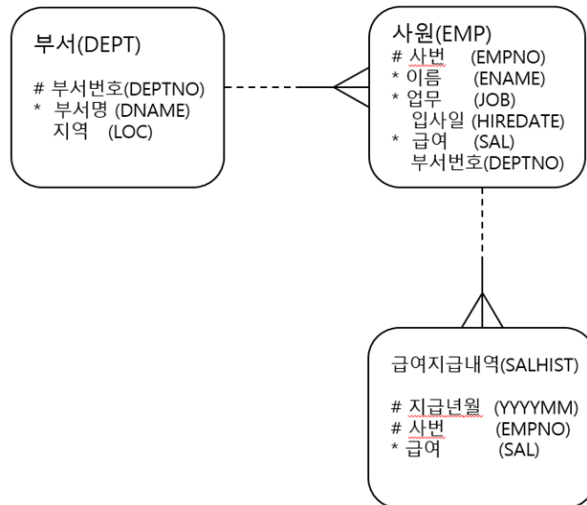 부서(DEPT)
# 부서번호(DEPTNO)
* 부서명 (DNAME)
지역 (LOC)
사원(EMP)
# 사번 (EMPNO)
* 이름 (ENAME)
* 업무 (JOB)
입사일 (HIREDATE)
* 급여 (SAL)
부서번호(DEPTNO)
급여지급내역(SALHIST)
# 지급년월 (YYYYMM)
# 사번 (EMPNO)
* 급여 (SAL)